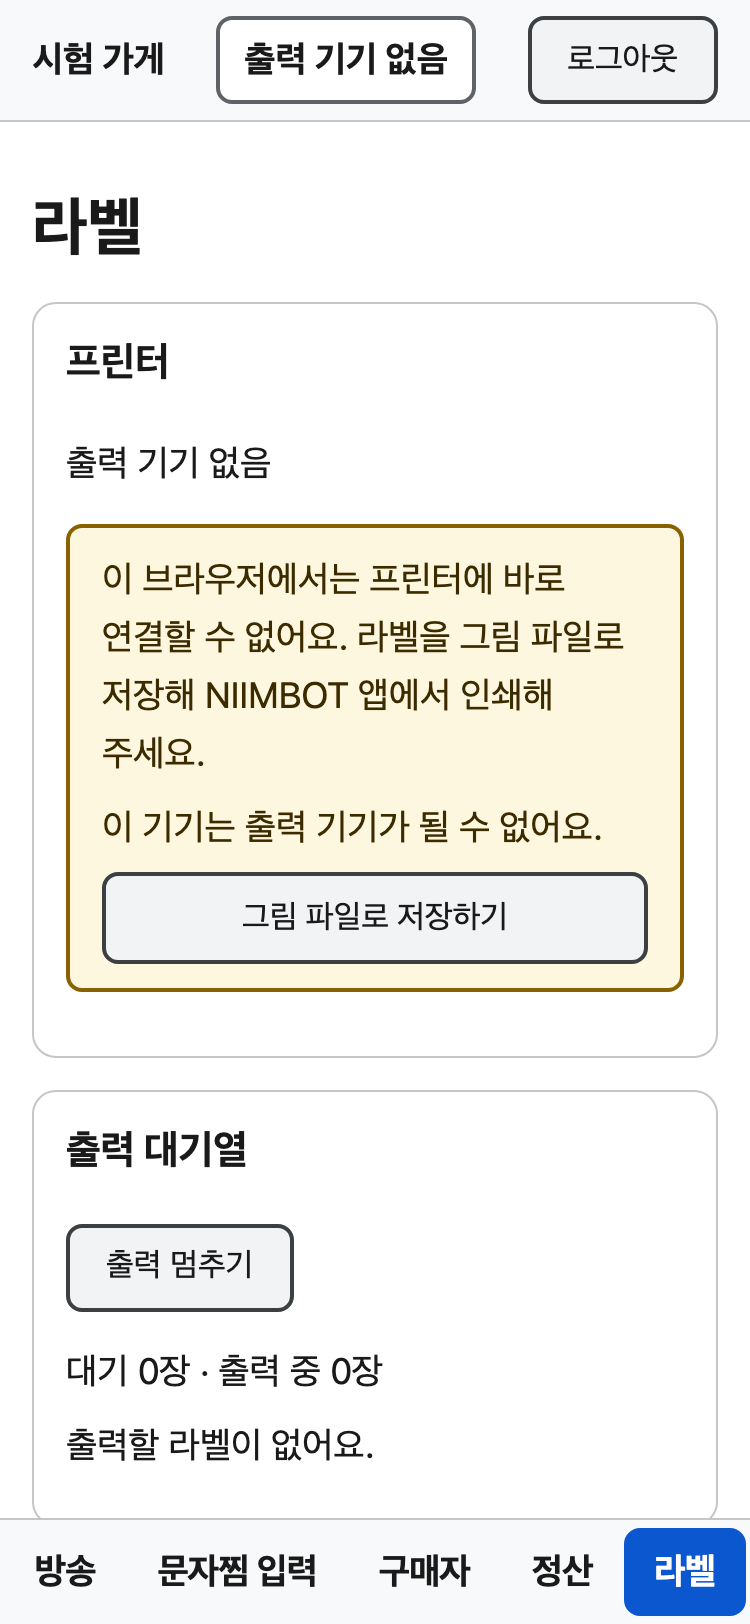 시험 가게
출력 기기 없음
로그아웃
라벨
프린터
출력 기기 없음
이 브라우저에서는 프린터에 바로
연결할 수 없어요. 라벨을 그림 파일로
저장해 NIIMBOT 앱에서 인쇄해
주세요.
이 기기는 출력 기기가 될 수 없어요.
그림 파일로 저장하기
출력 대기열
출력 멈추기
대기 0장 · 출력 중 0장
출력할 라벨이 없어요.
방송
문자찜 입력
구매자
정산
라벨